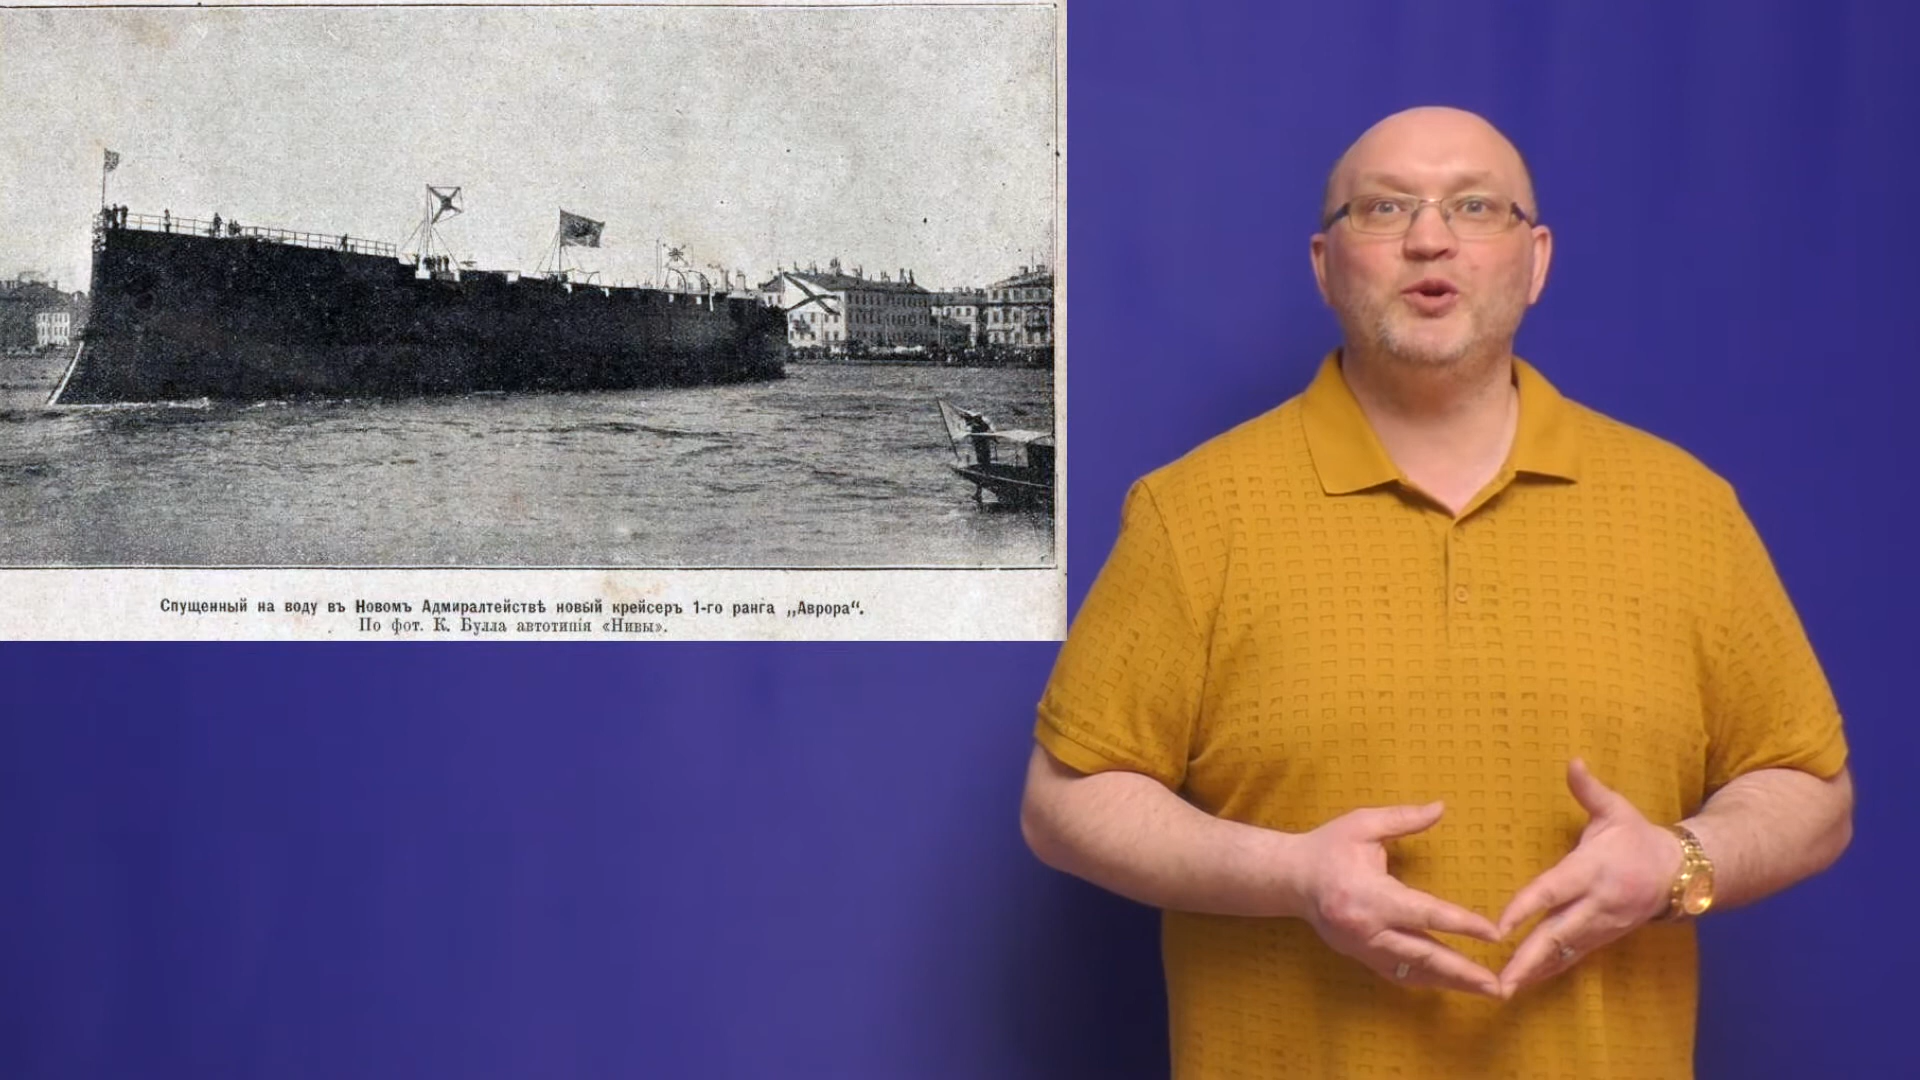 Спущенный на воду въ Новомъ Адмиралтействѣ новый крейсеръ 1-го ранга „Аврора“.
По фот. К. Булла автотипія «Нивы».